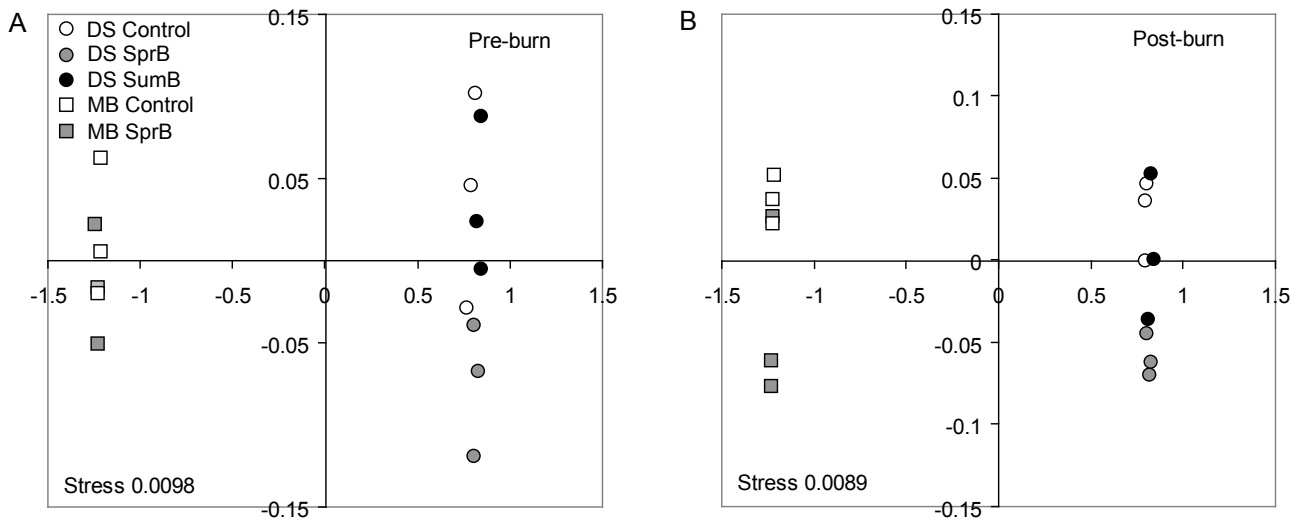 A
DS Control
DS SprB
DS SumB
MB Control
MB SprB
Pre-burn
0.15
0.05
-0.05
-0.15
-1.5 -1 -0.5 0 0.5 1 1.5
Stress 0.0098
B
Post-burn
0.15
0.1
0.05
0
-0.05
-0.1
-0.15
-1.5 -1 -0.5 0 0.5 1 1.5
Stress 0.0089